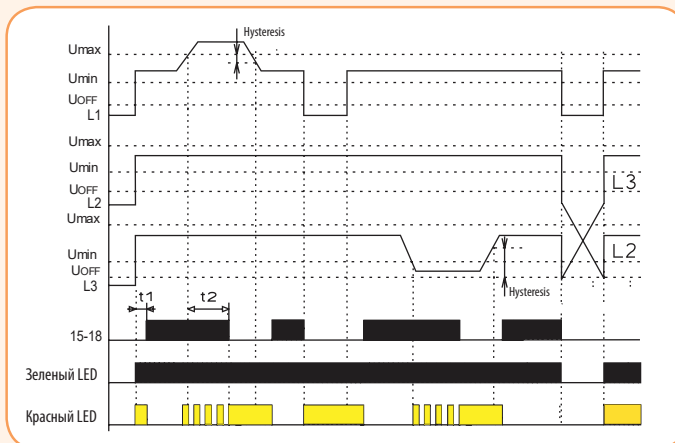 Hysteresis
Umax
Umin
UOFF
L1
Umax
Umin
UOFF
L2
L3
Umax
Umin
UOFF
L3
L2
Hysteresis
t1
t2
15-18
Зеленый LED
Красный LED